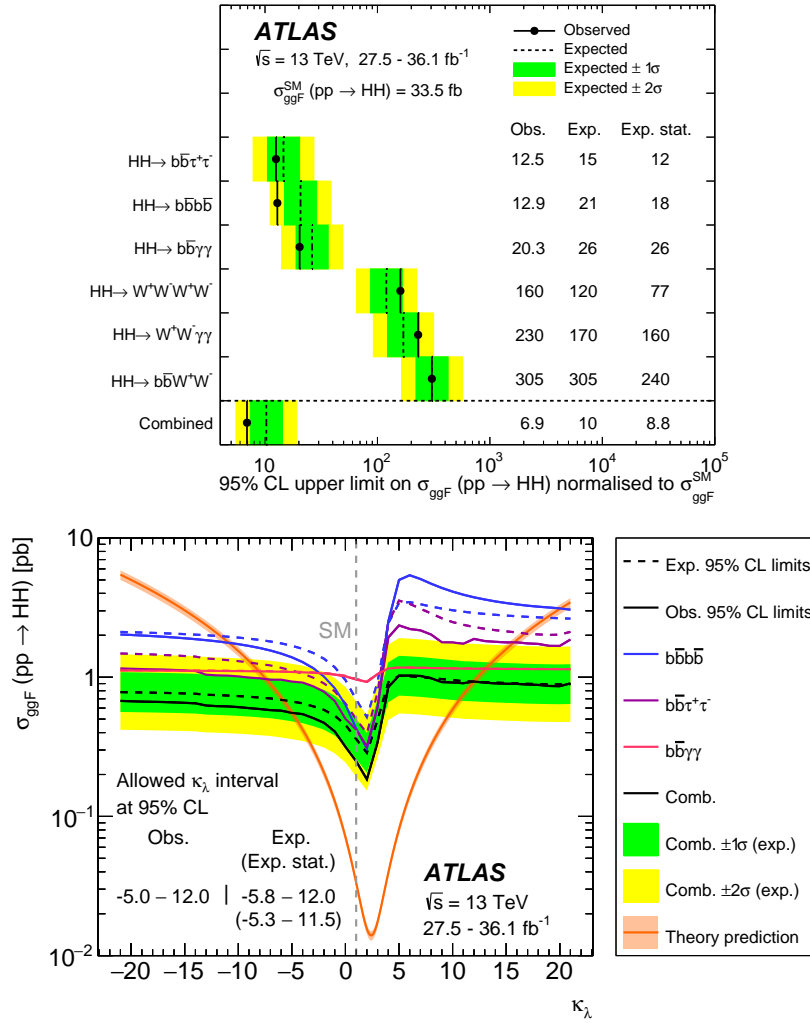 ATLAS
√s = 13 TeV, 27.5 - 36.1 fb⁻¹
σ^SM_ggF (pp → HH) = 33.5 fb
Observed
Expected
Expected ± 1σ
Expected ± 2σ
Obs. Exp. Exp. stat.
HH→ bb̅τ⁺τ⁻ 12.5 15 12
HH→ bb̅bb̅ 12.9 21 18
HH→ bb̅γγ 20.3 26 26
HH→ W⁺W⁻W⁺W⁻ 160 120 77
HH→ W⁺W⁻γγ 230 170 160
HH→ bb̅W⁺W⁻ 305 305 240
Combined 6.9 10 8.8
10 10² 10³ 10⁴ 10⁵
95% CL upper limit on σ_ggF (pp → HH) normalised to σ^SM_ggF
σ_ggF (pp → HH) [pb]
10
1
10⁻¹
10⁻²
SM
Allowed κ_λ interval
at 95% CL
Obs. Exp.
(Exp. stat.)
-5.0 – 12.0 | -5.8 – 12.0
(-5.3 – 11.5)
ATLAS
√s = 13 TeV
27.5 - 36.1 fb⁻¹
−20 −15 −10 −5 0 5 10 15 20
κ_λ
Exp. 95% CL limits
Obs. 95% CL limits
bb̅bb̅
bb̅τ⁺τ⁻
bb̅γγ
Comb.
Comb. ±1σ (exp.)
Comb. ±2σ (exp.)
Theory prediction